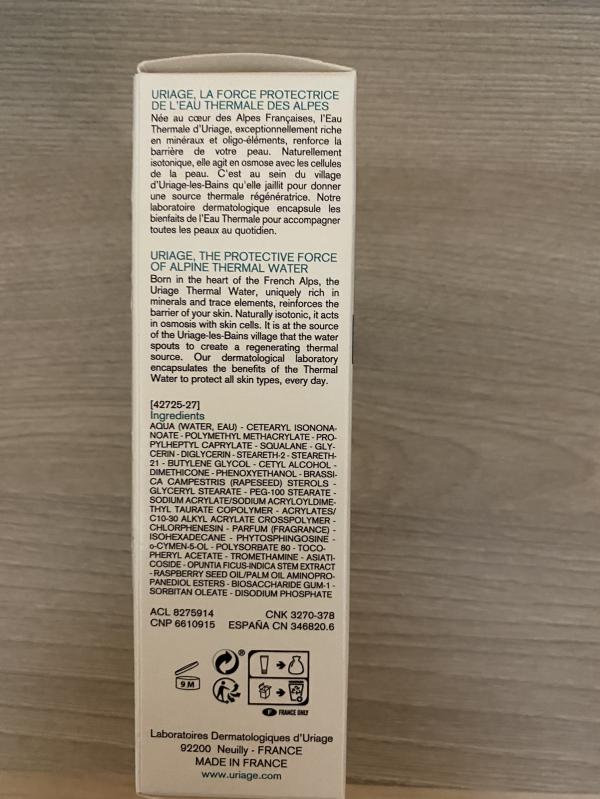 URIAGE, LA FORCE PROTECTRICE
DE L'EAU THERMALE DES ALPES
Née au cœur des Alpes Françaises, l'Eau
Thermale d'Uriage, exceptionnellement riche
en minéraux et oligo-éléments, renforce la
barrière de votre peau. Naturellement
isotonique, elle agit en osmose avec les cellules
de la peau. C'est au sein du village
d'Uriage-les-Bains qu'elle jaillit pour donner
une source thermale régénératrice. Notre
laboratoire dermatologique encapsule les
bienfaits de l'Eau Thermale pour accompagner
toutes les peaux au quotidien.
URIAGE, THE PROTECTIVE FORCE
OF ALPINE THERMAL WATER
Born in the heart of the French Alps, the
Uriage Thermal Water, uniquely rich in
minerals and trace elements, reinforces the
barrier of your skin. Naturally isotonic, it acts
in osmosis with skin cells. It is at the source
of the Uriage-les-Bains village that the water
spouts to create a regenerating thermal
source. Our dermatological laboratory
encapsulates the benefits of the Thermal
Water to protect all skin types, every day.
[42725-27]
Ingredients
AQUA (WATER, EAU) - CETEARYL ISONONA-
NOATE - POLYMETHYL METHACRYLATE - PRO-
PYLHEPTYL CAPRYLATE - SQUALANE - GLY-
CERIN - DIGLYCERIN - STEARETH-2 - STEARETH-
21 - BUTYLENE GLYCOL - CETYL ALCOHOL -
DIMETHICONE - PHENOXYETHANOL - BRASSI-
CA CAMPESTRIS (RAPESEED) STEROLS -
GLYCERYL STEARATE - PEG-100 STEARATE -
SODIUM ACRYLATE/SODIUM ACRYLOYLDIME-
THYL TAURATE COPOLYMER - ACRYLATES/
C10-30 ALKYL ACRYLATE CROSSPOLYMER -
CHLORPHENESIN - PARFUM (FRAGRANCE) -
ISOHEXADECANE - PHYTOSPHINGOSINE -
o-CYMEN-5-OL - POLYSORBATE 80 - TOCO-
PHERYL ACETATE - TROMETHAMINE - ASIATI-
COSIDE - OPUNTIA FICUS-INDICA STEM EXTRACT
- RASPBERRY SEED OIL/PALM OIL AMINOPRO-
PANEDIOL ESTERS - BIOSACCHARIDE GUM-1 -
SORBITAN OLEATE - DISODIUM PHOSPHATE
ACL 8275914 CNK 3270-378
CNP 6610915 ESPAÑA CN 346820.6
9 M
®
F FRANCE ONLY
Laboratoires Dermatologiques d'Uriage
92200 Neuilly - FRANCE
MADE IN FRANCE
www.uriage.com